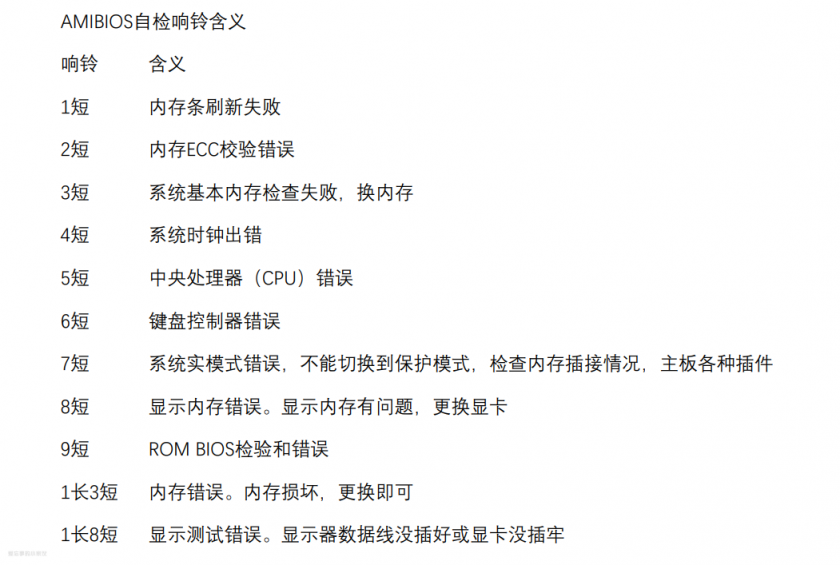 AMIBIOS自检响铃含义
响铃 含义
1短 内存条刷新失败
2短 内存ECC校验错误
3短 系统基本内存检查失败，换内存
4短 系统时钟出错
5短 中央处理器（CPU）错误
6短 键盘控制器错误
7短 系统实模式错误，不能切换到保护模式，检查内存插接情况，主板各种插件
8短 显示内存错误。显示内存有问题，更换显卡
9短 ROM BIOS检验和错误
1长3短 内存错误。内存损坏，更换即可
1长8短 显示测试错误。显示器数据线没插好或显卡没插牢